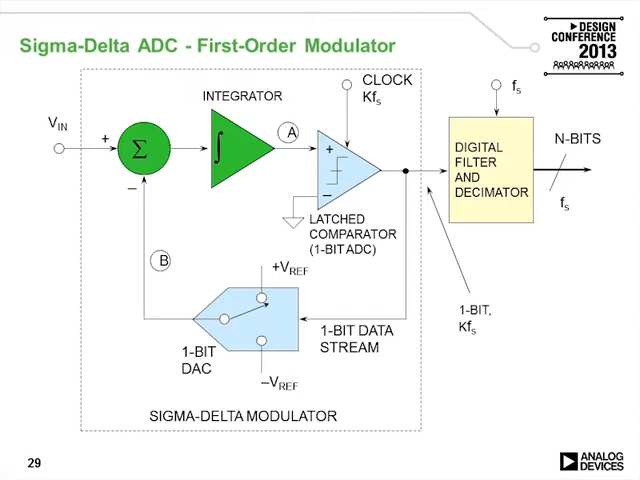 Sigma-Delta ADC - First-Order Modulator
DESIGN
CONFERENCE
2013
CLOCK
Kfs
INTEGRATOR
fs
VIN
+
Σ
−
∫
A
+
−
DIGITAL
FILTER
AND
DECIMATOR
N-BITS
fs
LATCHED
COMPARATOR
(1-BIT ADC)
B
+VREF
1-BIT DATA
STREAM
1-BIT,
Kfs
1-BIT
DAC
–VREF
SIGMA-DELTA MODULATOR
29
ANALOG
DEVICES